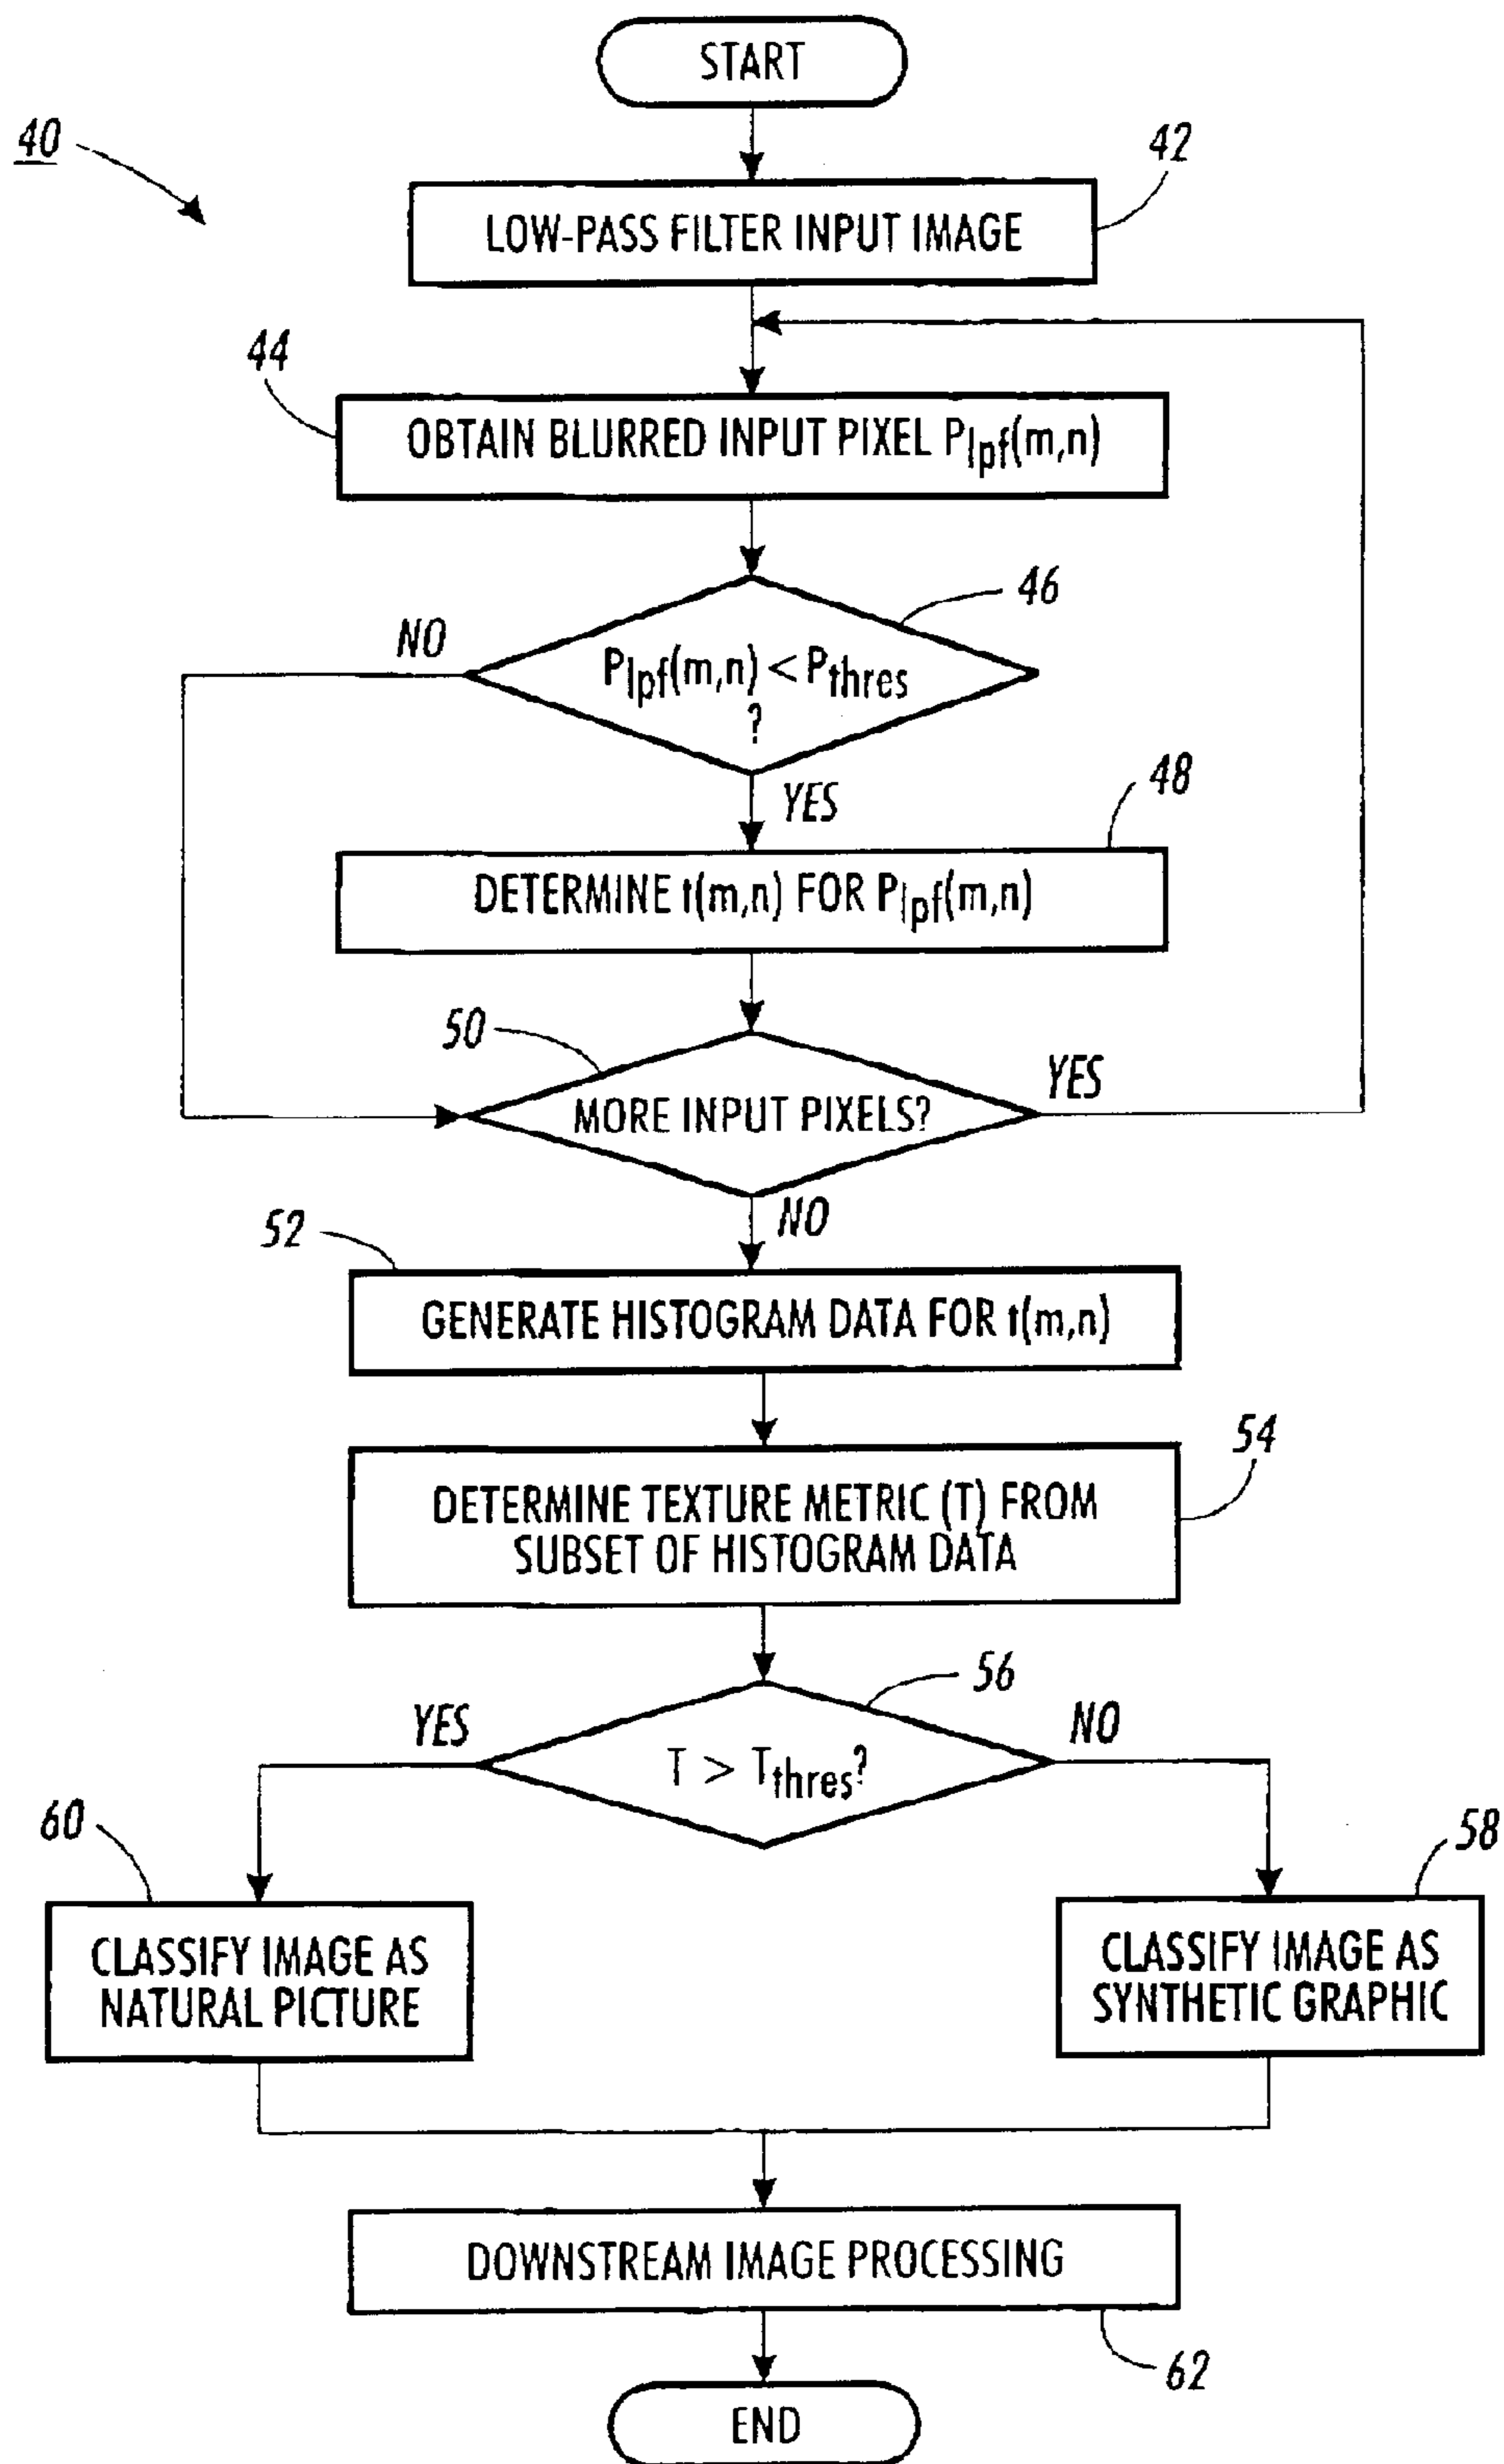 START
40
42
LOW-PASS FILTER INPUT IMAGE
44
OBTAIN BLURRED INPUT PIXEL Plpf(m,n)
46
NO
Plpf(m,n) < Pthres
?
YES
48
DETERMINE t(m,n) FOR Plpf(m,n)
50
YES
MORE INPUT PIXELS?
NO
52
GENERATE HISTOGRAM DATA FOR t(m,n)
54
DETERMINE TEXTURE METRIC (T) FROM
SUBSET OF HISTOGRAM DATA
56
YES
NO
T > Tthres?
60
58
CLASSIFY IMAGE AS
NATURAL PICTURE
CLASSIFY IMAGE AS
SYNTHETIC GRAPHIC
DOWNSTREAM IMAGE PROCESSING
62
END